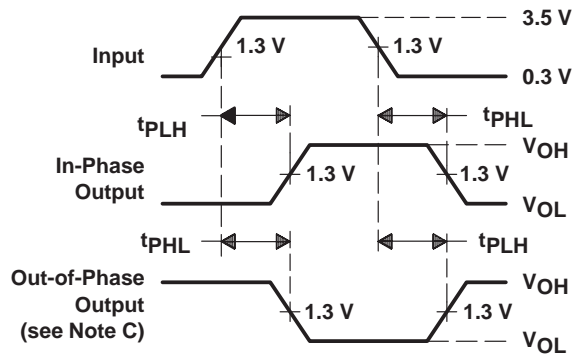 3.5 V
1.3 V 1.3 V
Input
0.3 V
tPLH tPHL
In-Phase
Output
VOH
1.3 V 1.3 V
VOL
tPHL tPLH
Out-of-Phase
Output
(see Note C)
VOH
1.3 V 1.3 V
VOL